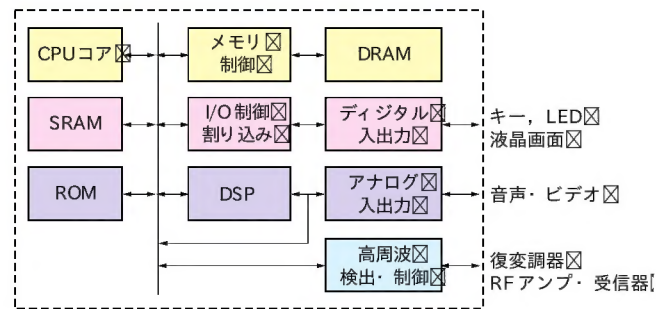 CPUコア
メモリ
制御
DRAM
SRAM
I/O制御
割り込み
ディジタル
入出力
キー，LED
液晶画面
ROM
DSP
アナログ
入出力
音声・ビデオ
高周波
検出・制御
復変調器
RFアンプ・受信器